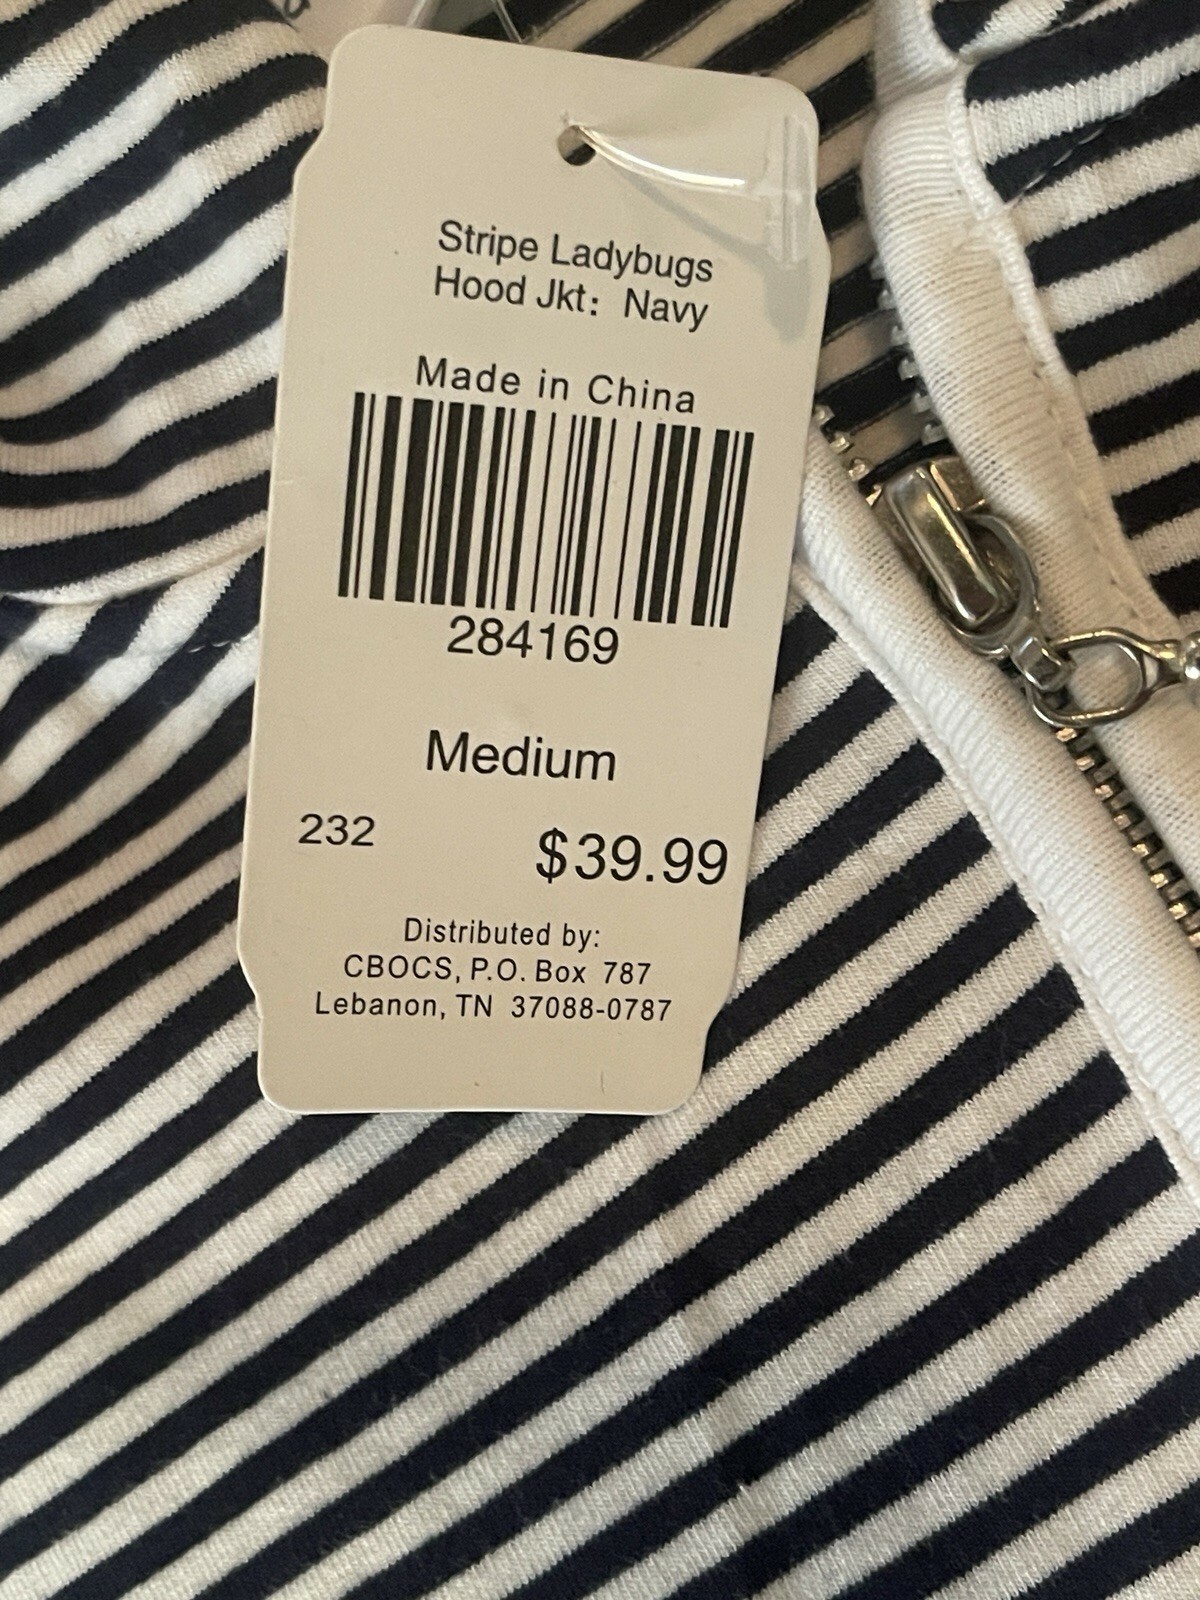 Stripe Ladybugs
Hood Jkt: Navy
Made in China
284169
Medium
232 $39.99
Distributed by:
CBOCS, P.O. Box 787
Lebanon, TN 37088-0787